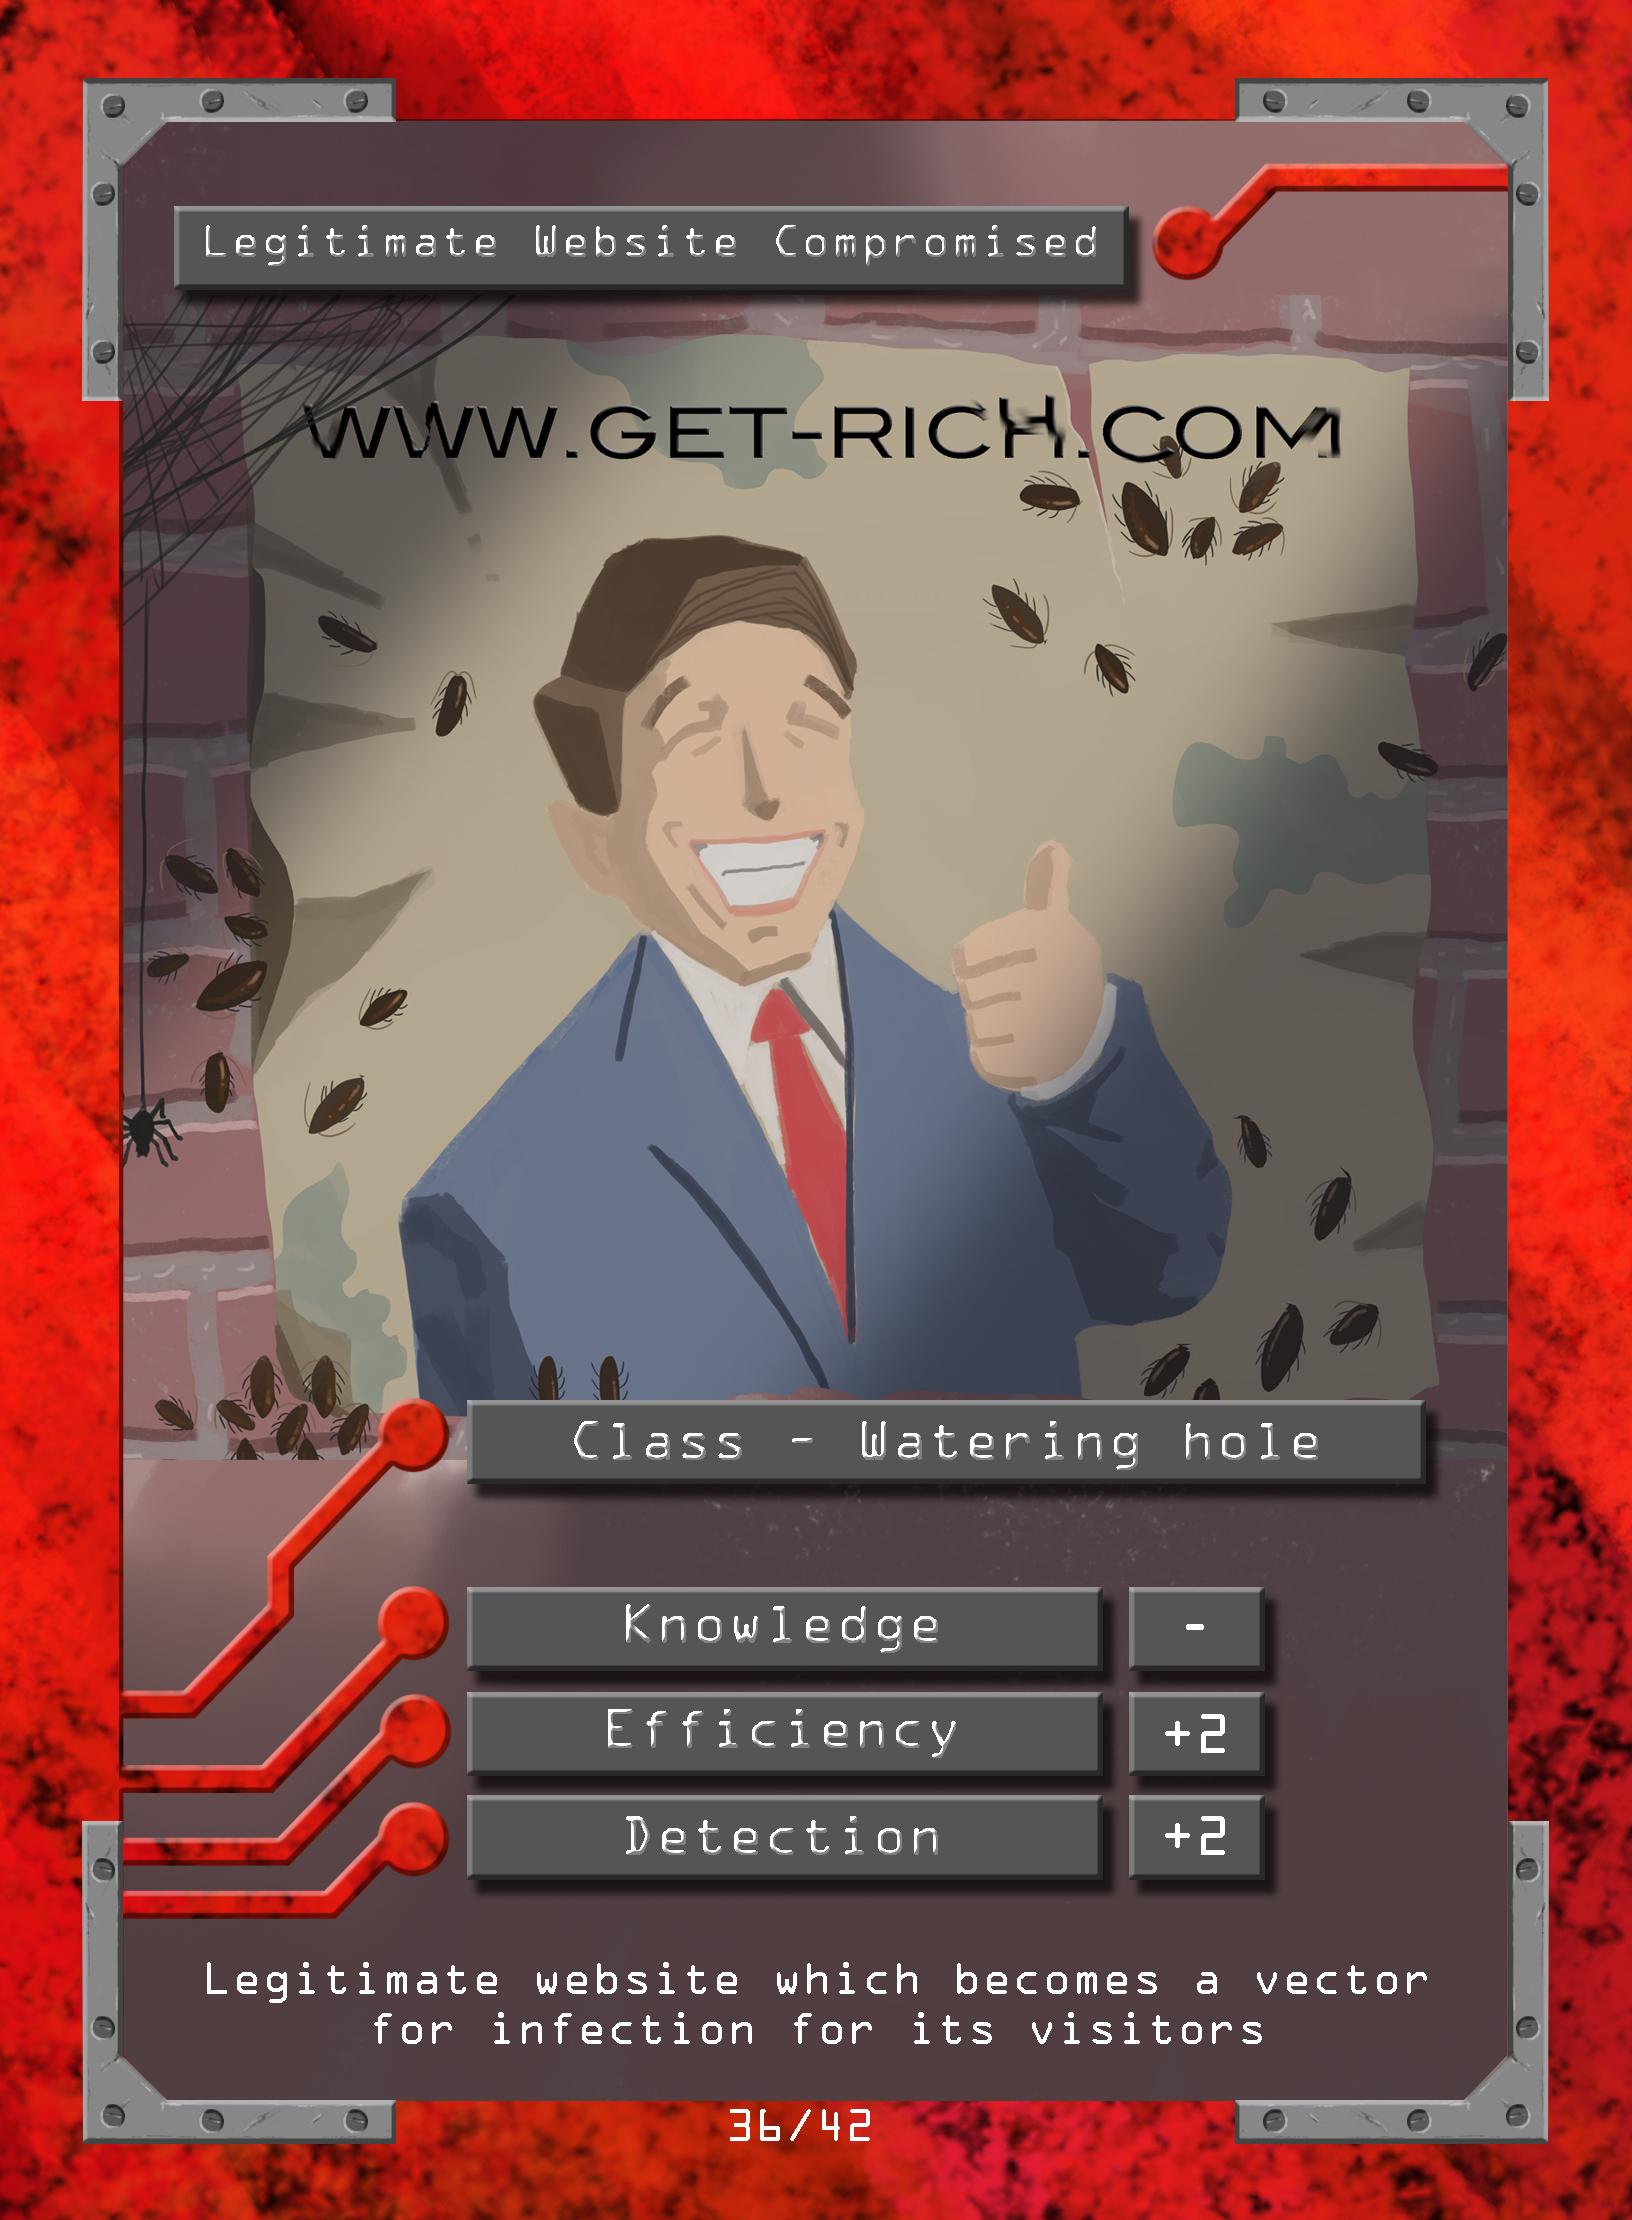 Legitimate Website Compromised
WWW.GET-RICH.COM
Class - Watering hole
Knowledge -
Efficiency +2
Detection +2
Legitimate website which becomes a vector
for infection for its visitors
36/42